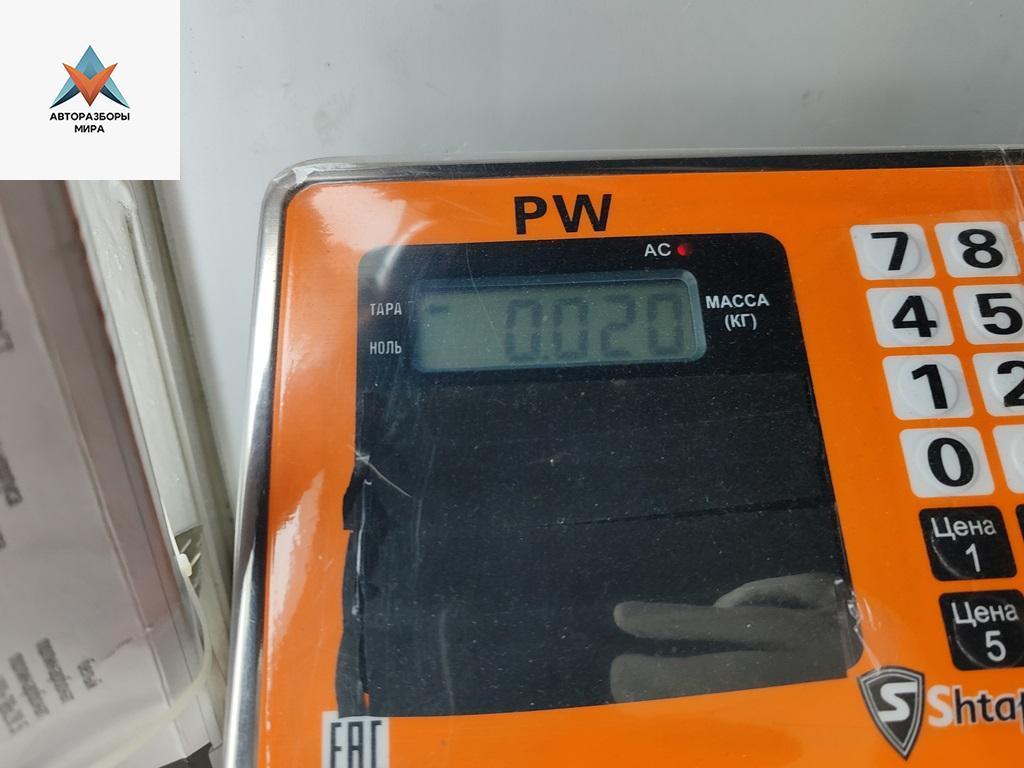 АВТОРАЗБОРЫ
МИРА
PW
AC
ТАРА
НОЛЬ
- 0.020
МАССА
(КГ)
7 8
4 5
1 2
0
Цена
1
Цена
5
S Shtap
EAC